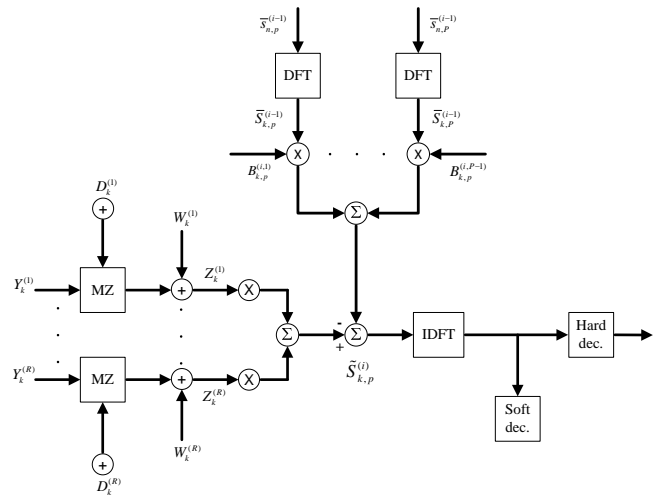 s̅_{n,p}^{(i-1)} s̅_{n,P}^{(i-1)}
DFT DFT
S̅_{k,p}^{(i-1)} S̅_{k,P}^{(i-1)}
X . . . . X
B_{k,p}^{(i,1)} B_{k,p}^{(i,P-1)}
D_k^{(1)}
+ W_k^{(1)} Σ
Y_k^{(1)} MZ + Z_k^{(1)} X
. . .
- Σ Σ + IDFT Hard dec.
. . .
S̃_{k,p}^{(i)}
Y_k^{(R)} MZ + Z_k^{(R)} X
Soft
dec.
W_k^{(R)}
+
D_k^{(R)}